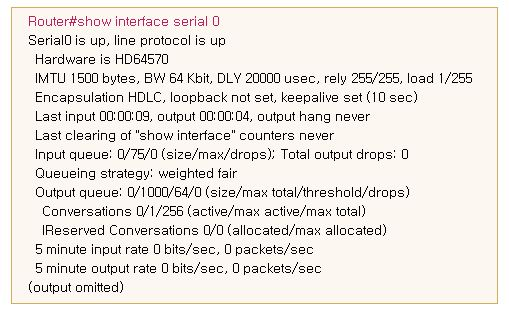 Router#show interface serial 0
Serial0 is up, line protocol is up
Hardware is HD64570
IMTU 1500 bytes, BW 64 Kbit, DLY 20000 usec, rely 255/255, load 1/255
Encapsulation HDLC, loopback not set, keepalive set (10 sec)
Last input 00:00:09, output 00:00:04, output hang never
Last clearing of "show interface" counters never
Input queue: 0/75/0 (size/max/drops); Total output drops: 0
Queueing strategy: weighted fair
Output queue: 0/1000/64/0 (size/max total/threshold/drops)
Conversations 0/1/256 (active/max active/max total)
IReserved Conversations 0/0 (allocated/max allocated)
5 minute input rate 0 bits/sec, 0 packets/sec
5 minute output rate 0 bits/sec, 0 packets/sec
(output omitted)